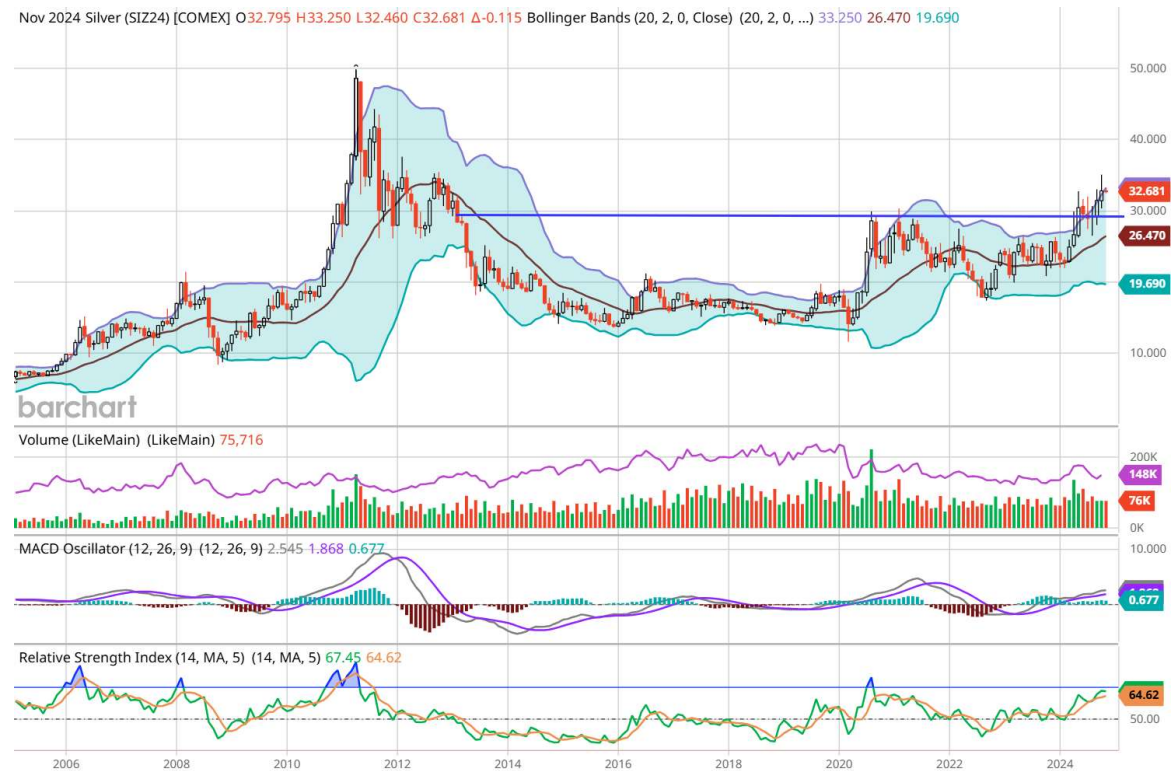 Nov 2024 Silver (SIZ24) [COMEX] O32.795 H33.250 L32.460 C32.681 Δ-0.115 Bollinger Bands (20, 2, 0, Close) (20, 2, 0, ...) 33.250 26.470 19.690
50.000
40.000
32.681
30.000
26.470
19.690
10.000
barchart
Volume (LikeMain) (LikeMain) 75,716
200K
148K
76K
0K
MACD Oscillator (12, 26, 9) (12, 26, 9) 2.545 1.868 0.677
10.000
0.677
Relative Strength Index (14, MA, 5) (14, MA, 5) 67.45 64.62
64.62
50.00
2006 2008 2010 2012 2014 2016 2018 2020 2022 2024